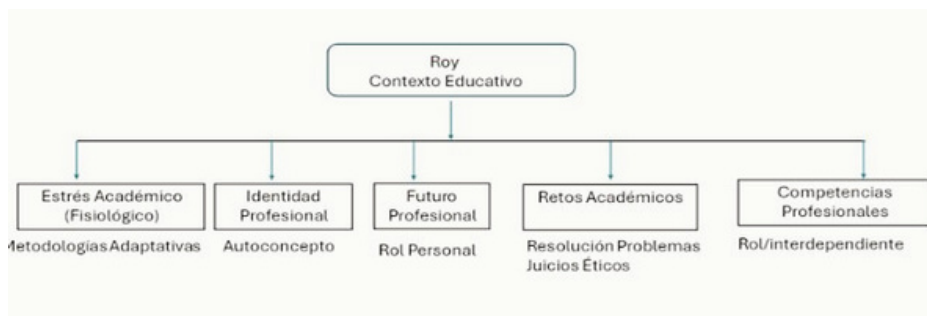 Roy
Contexto Educativo
Estrés Académico
(Fisiológico)
Metodologías Adaptativas
Identidad
Profesional
Autoconcepto
Futuro
Profesional
Rol Personal
Retos Académicos
Resolución Problemas
Juicios Éticos
Competencias
Profesionales
Rol/interdependiente